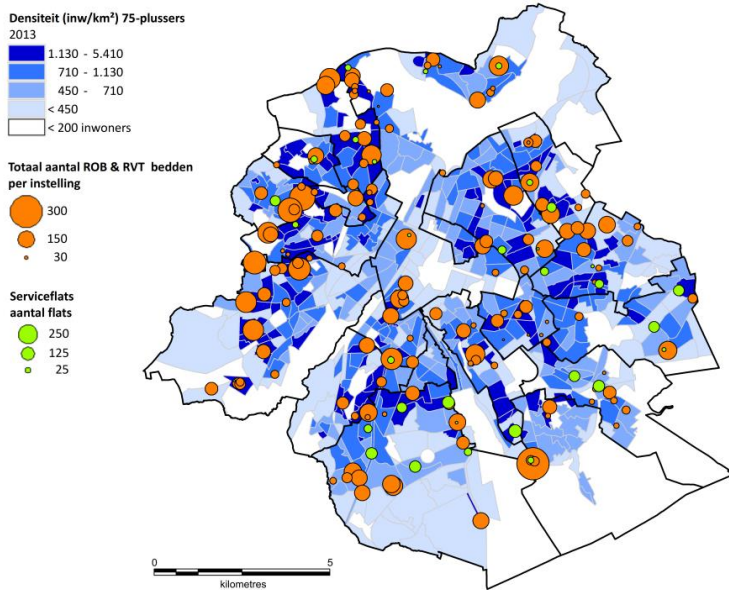 Densiteit (inw/km²) 75-plussers
2013
1.130 - 5.410
710 - 1.130
450 - 710
< 450
< 200 inwoners
Totaal aantal ROB & RVT bedden
per instelling
300
150
30
Serviceflats
aantal flats
250
125
25
0 5
kilometres